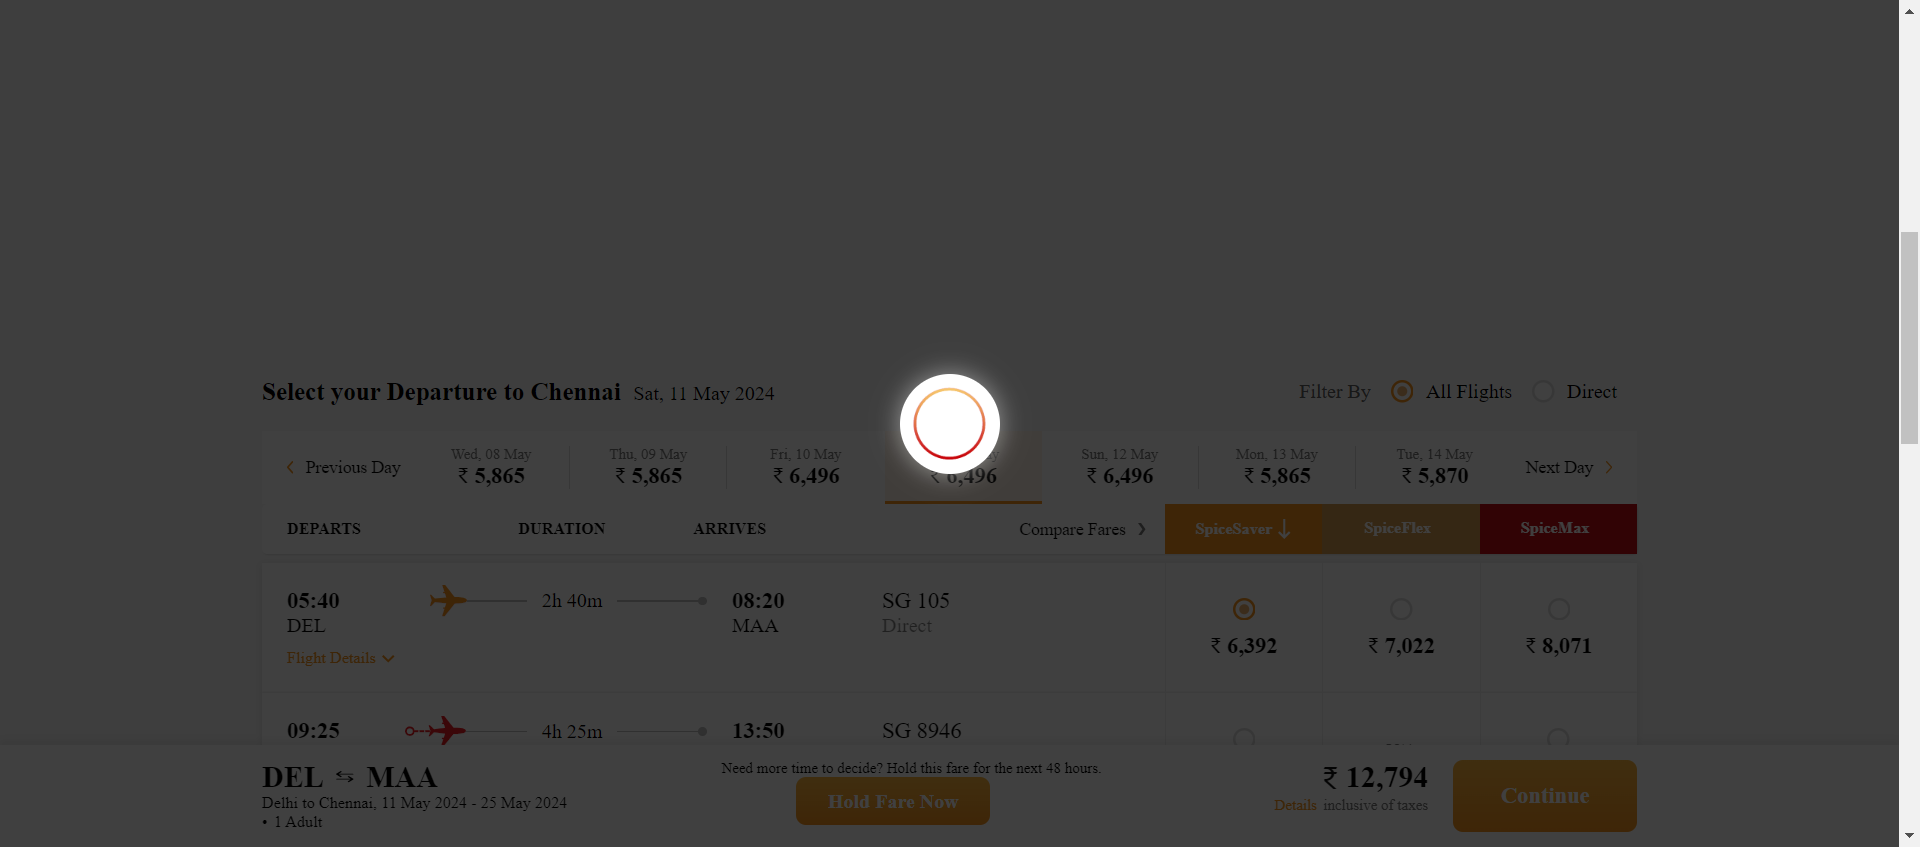 Select your Departure to Chennai Sat, 11 May 2024
Filter By All Flights Direct
Previous Day
Wed, 08 May
₹ 5,865
Thu, 09 May
₹ 5,865
Fri, 10 May
₹ 6,496
₹ 6,496
Sun, 12 May
₹ 6,496
Mon, 13 May
₹ 5,865
Tue, 14 May
₹ 5,870
Next Day
DEPARTS DURATION ARRIVES Compare Fares SpiceSaver SpiceFlex SpiceMax
05:40 2h 40m 08:20 SG 105
DEL MAA Direct
Flight Details
₹ 6,392 ₹ 7,022 ₹ 8,071
09:25 4h 25m 13:50 SG 8946
DEL ⇆ MAA
Delhi to Chennai, 11 May 2024 - 25 May 2024
• 1 Adult
Need more time to decide? Hold this fare for the next 48 hours.
Hold Fare Now
₹ 12,794
Details inclusive of taxes
Continue